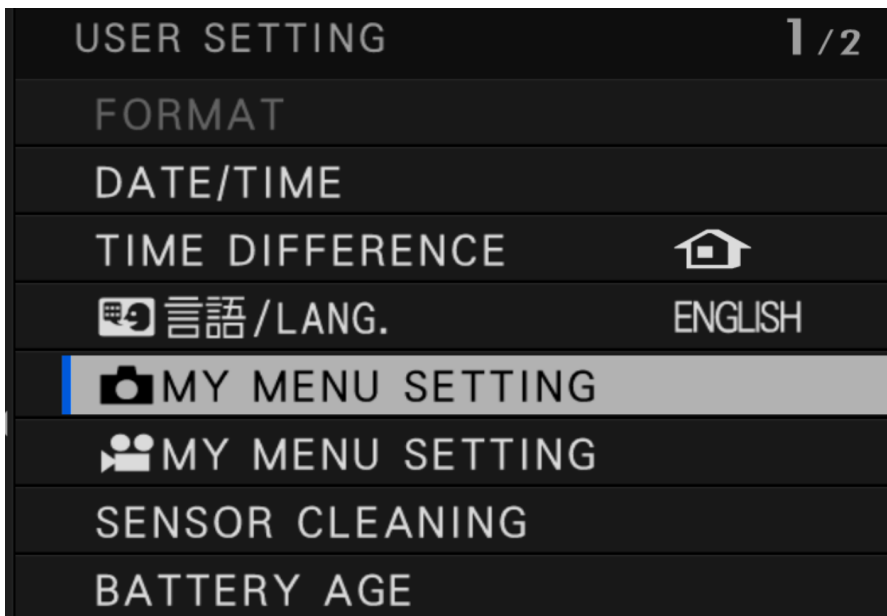 USER SETTING 1/2
FORMAT
DATE/TIME
TIME DIFFERENCE
言語/LANG. ENGLISH
MY MENU SETTING
MY MENU SETTING
SENSOR CLEANING
BATTERY AGE